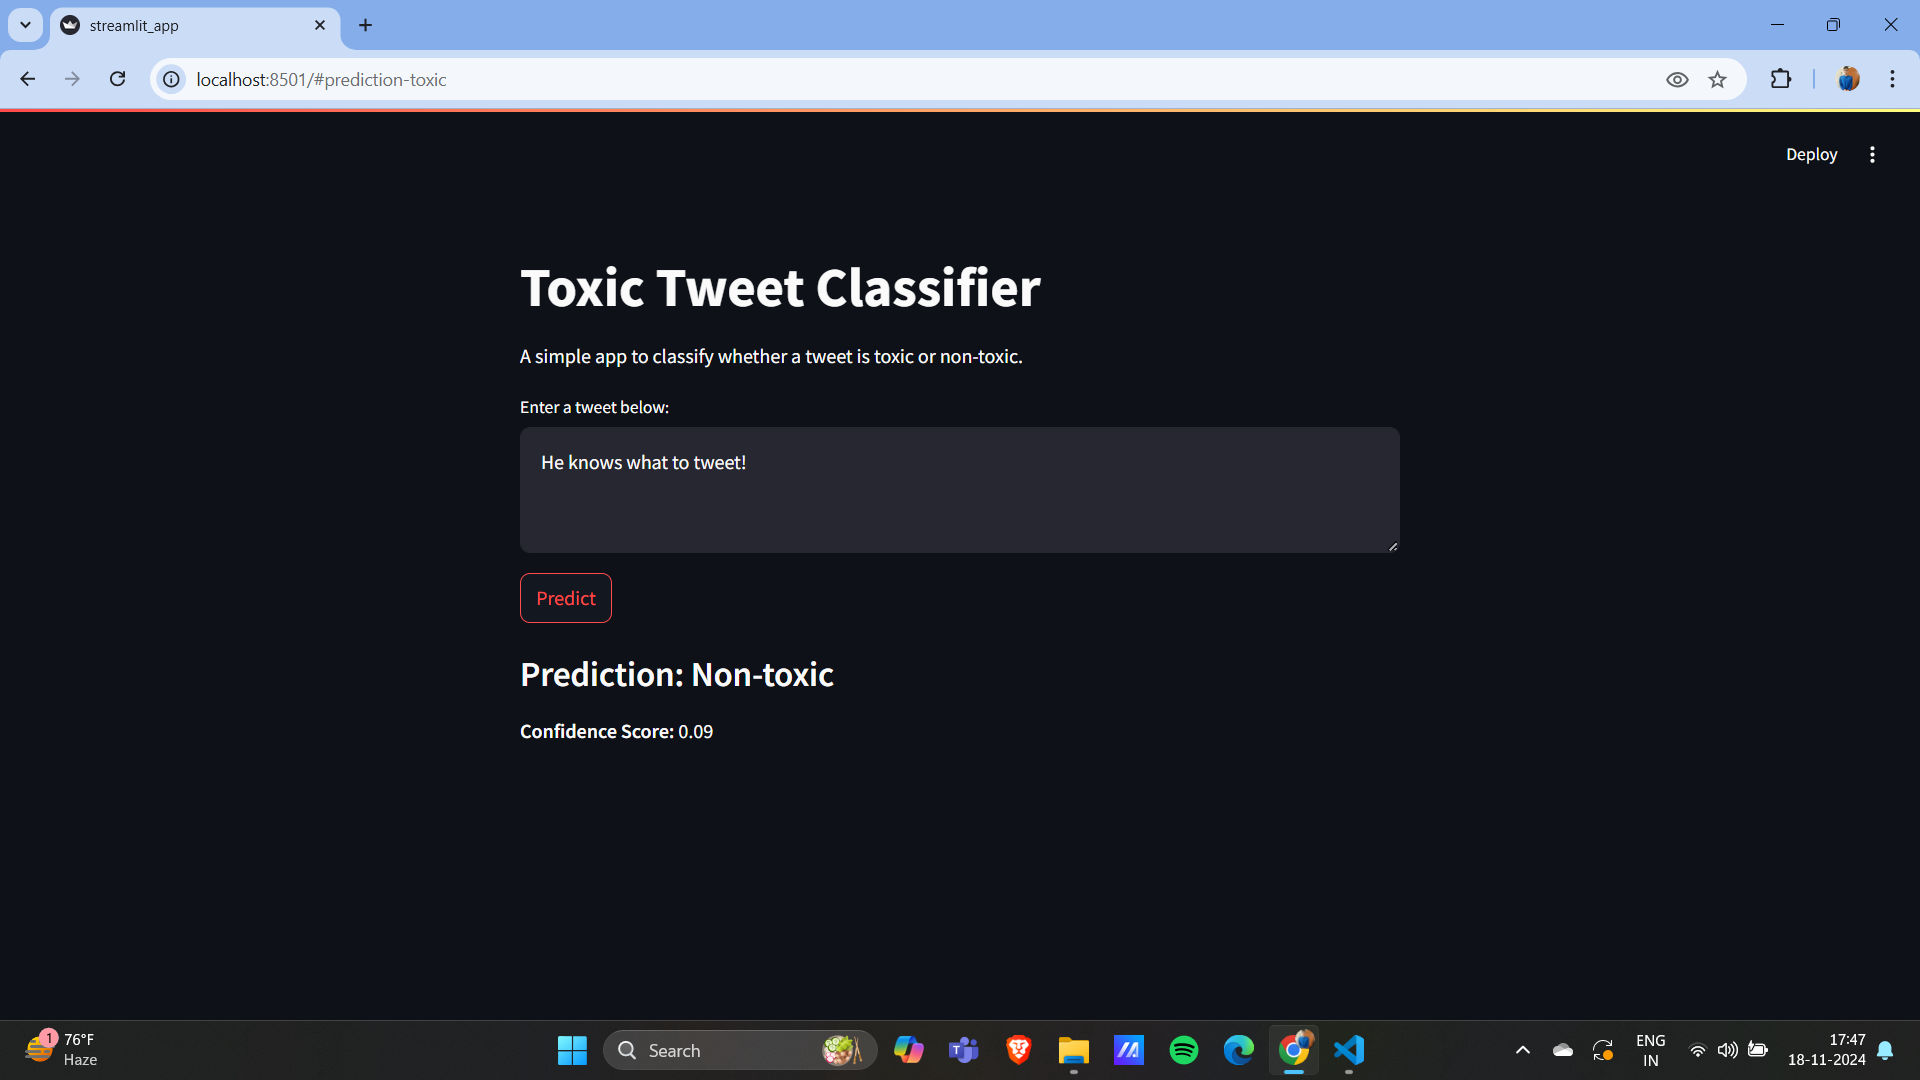 streamlit_app
localhost:8501/#prediction-toxic
Deploy
Toxic Tweet Classifier
A simple app to classify whether a tweet is toxic or non-toxic.
Enter a tweet below:
He knows what to tweet!
Predict
Prediction: Non-toxic
Confidence Score: 0.09
1
76°F
Haze
Search
ENG
IN
17:47
18-11-2024